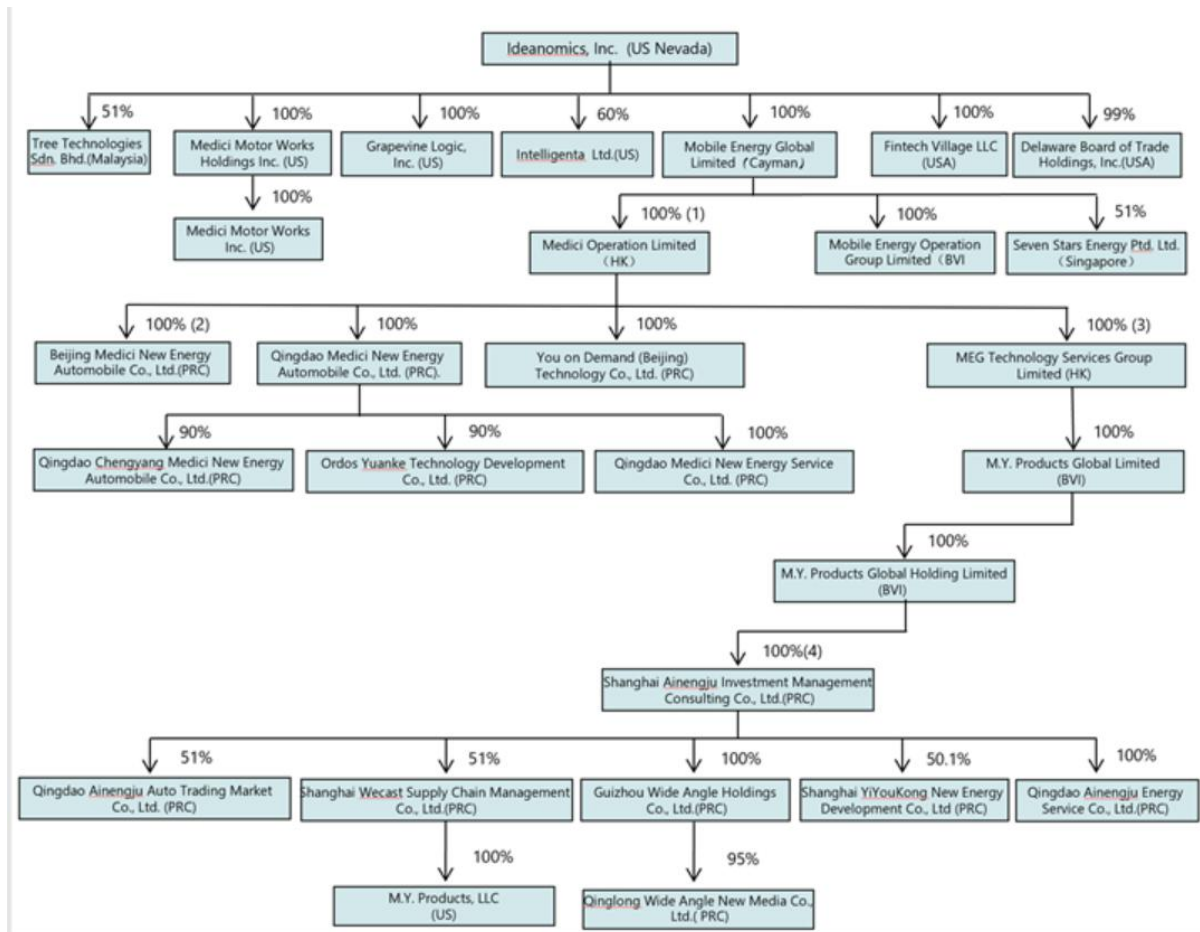 Ideanomics, Inc. (US Nevada)
51%
100%
100%
60%
100%
100%
99%
Tree Technologies
Sdn. Bhd.(Malaysia)
Medici Motor Works
Holdings Inc. (US)
Grapevine Logic,
Inc. (US)
Intelligenta Ltd.(US)
Mobile Energy Global
Limited (Cayman)
Fintech Village LLC
(USA)
Delaware Board of Trade
Holdings, Inc.(USA)
100%
100% (1)
100%
51%
Medici Motor Works
Inc. (US)
Medici Operation Limited
(HK)
Mobile Energy Operation
Group Limited (BVI
Seven Stars Energy Ptd. Ltd.
(Singapore)
100% (2)
100%
100%
100% (3)
Beijing Medici New Energy
Automobile Co., Ltd.(PRC)
Qingdao Medici New Energy
Automobile Co., Ltd. (PRC).
You on Demand (Beijing)
Technology Co., Ltd. (PRC)
MEG Technology Services Group
Limited (HK)
90%
90%
100%
100%
Qingdao Chengyang Medici New Energy
Automobile Co., Ltd.(PRC)
Ordos Yuanke Technology Development
Co., Ltd. (PRC)
Qingdao Medici New Energy Service
Co., Ltd. (PRC)
M.Y. Products Global Limited
(BVI)
100%
M.Y. Products Global Holding Limited
(BVI)
100%(4)
Shanghai Ainengju Investment Management
Consulting Co., Ltd.(PRC)
51%
51%
100%
50.1%
100%
Qingdao Ainengju Auto Trading Market
Co., Ltd. (PRC)
Shanghai Wecast Supply Chain Management
Co., Ltd.(PRC)
Guizhou Wide Angle Holdings
Co., Ltd.(PRC)
Shanghai YiYouKong New Energy
Development Co., Ltd (PRC)
Qingdao Ainengju Energy
Service Co., Ltd.(PRC)
100%
95%
M.Y. Products, LLC
(US)
Qinglong Wide Angle New Media Co.,
Ltd.( PRC)